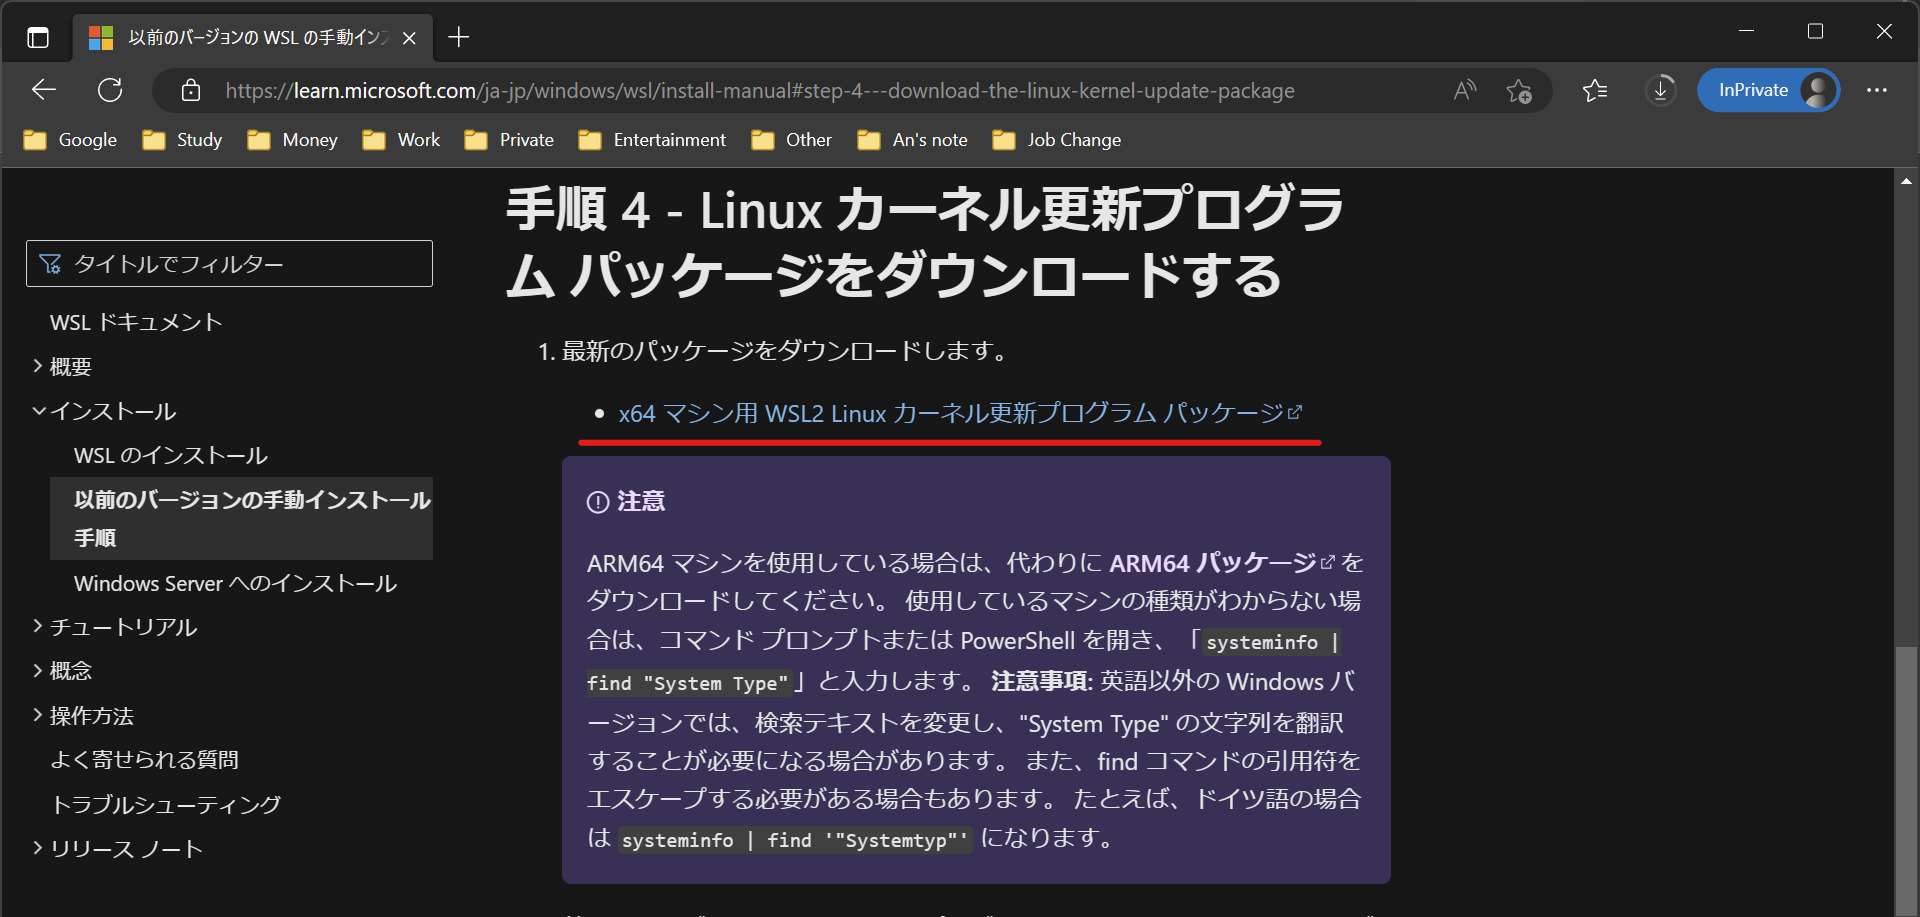 以前のバージョンの WSL の手動イン
https://learn.microsoft.com/ja-jp/windows/wsl/install-manual#step-4---download-the-linux-kernel-update-package
InPrivate
Google Study Money Work Private Entertainment Other An's note Job Change
タイトルでフィルター
WSL ドキュメント
概要
インストール
WSL のインストール
以前のバージョンの手動インストール
手順
Windows Server へのインストール
チュートリアル
概念
操作方法
よく寄せられる質問
トラブルシューティング
リリース ノート
手順 4 - Linux カーネル更新プログラ
ム パッケージをダウンロードする
1. 最新のパッケージをダウンロードします。
• x64 マシン用 WSL2 Linux カーネル更新プログラム パッケージ
注意
ARM64 マシンを使用している場合は、代わりに ARM64 パッケージ を
ダウンロードしてください。 使用しているマシンの種類がわからない場
合は、コマンド プロンプトまたは PowerShell を開き、「systeminfo |
find "System Type"」と入力します。 注意事項: 英語以外の Windows バ
ージョンでは、検索テキストを変更し、"System Type" の文字列を翻訳
することが必要になる場合があります。 また、find コマンドの引用符を
エスケープする必要がある場合もあります。 たとえば、ドイツ語の場合
は systeminfo | find '"Systemtyp"' になります。